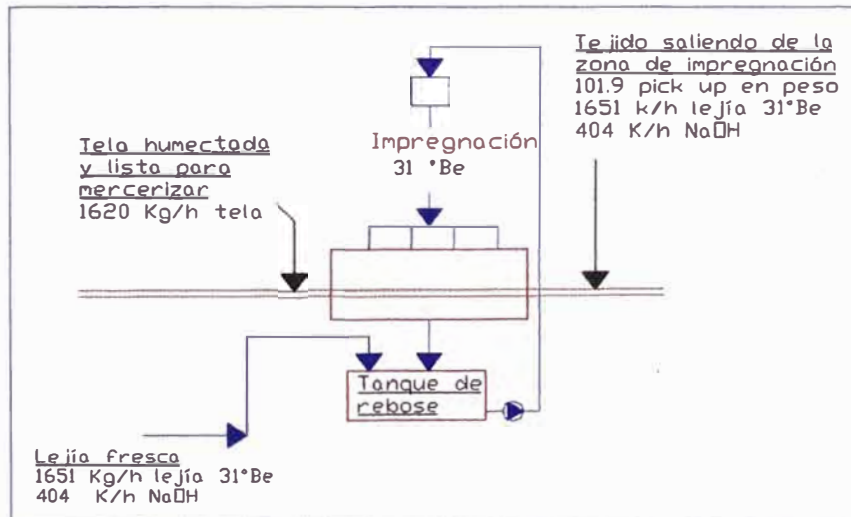 Tejido saliendo de la
zona de impregnación
101.9 pick up en peso
1651 k/h lejía 31°Be
404 K/h Na□H
Impregnación
31 °Be
Tela humectada
y lista para
mercerizar
1620 Kg/h tela
Tanque de
rebose
Lejía fresca
1651 Kg/h lejía 31°Be
404 K/h Na□H